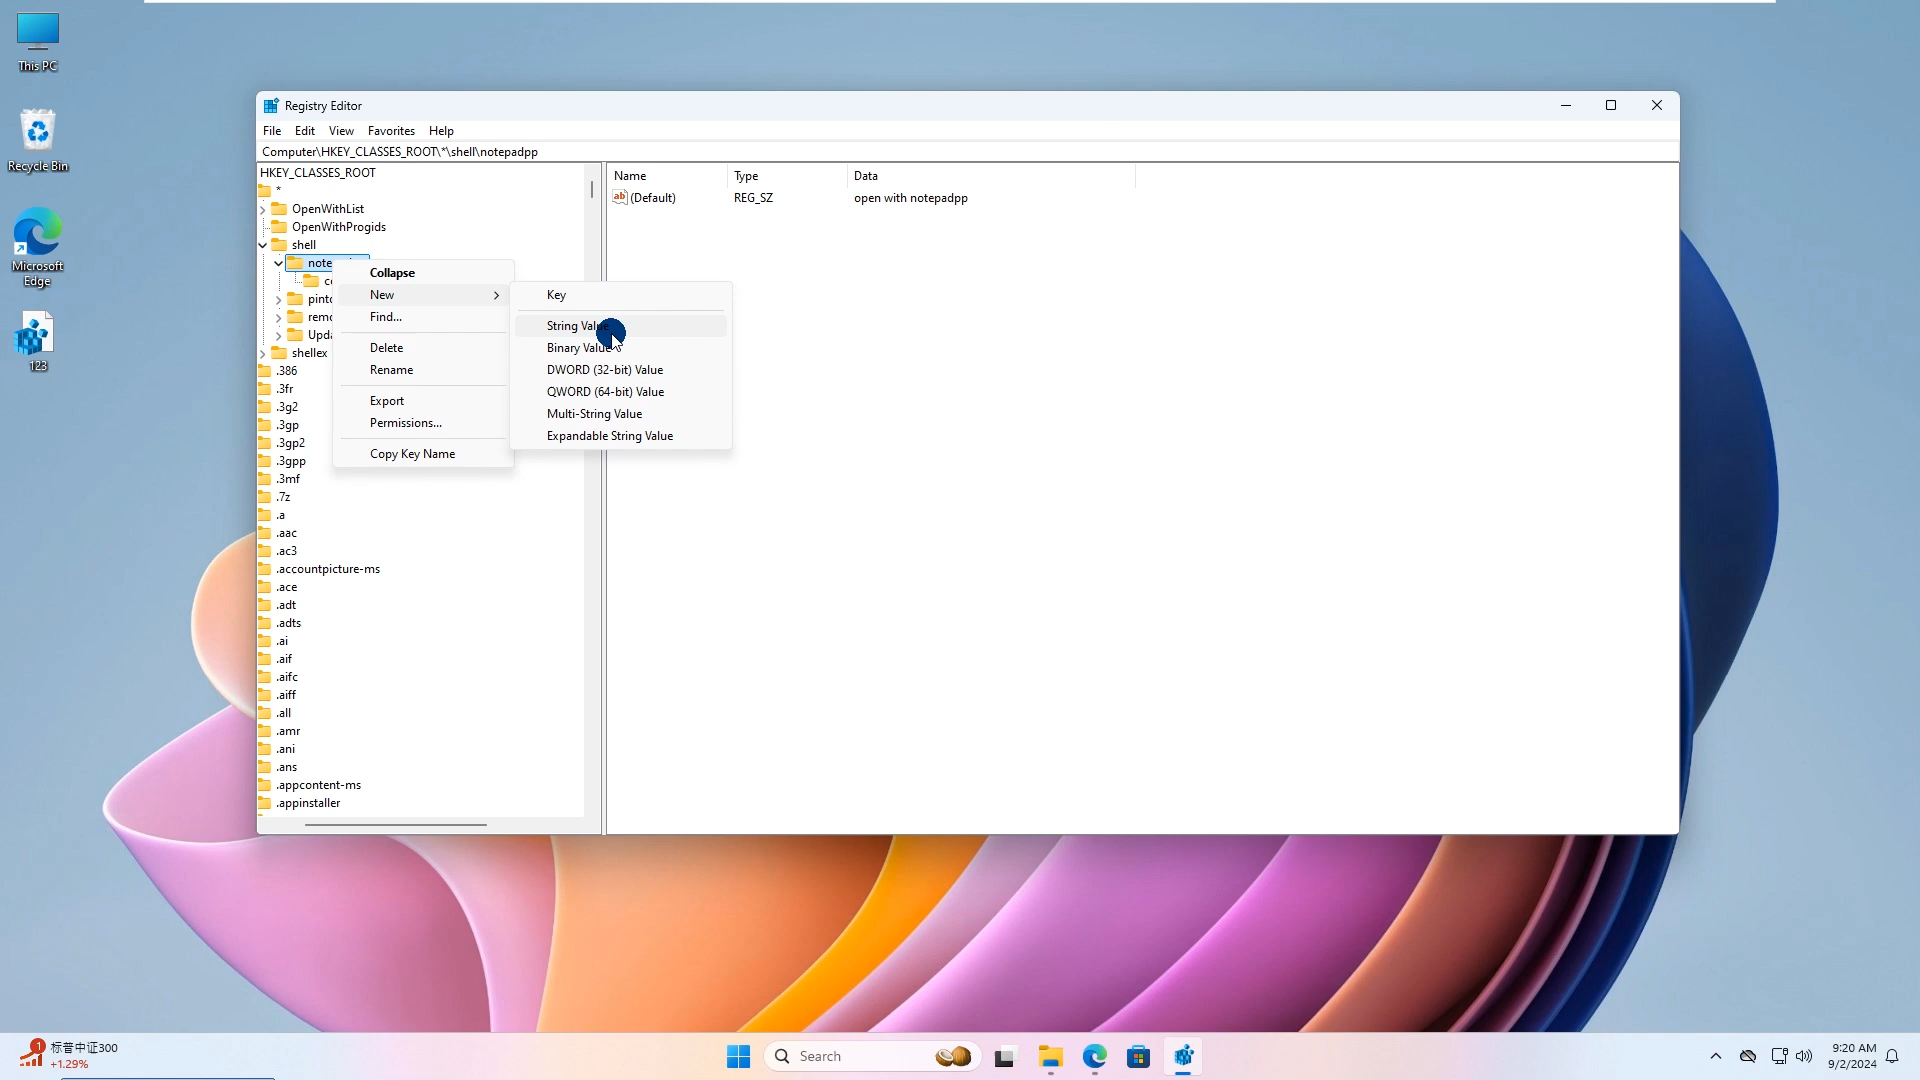 This PC
Recycle Bin
Microsoft
Edge
123
Registry Editor
File Edit View Favorites Help
Computer\HKEY_CLASSES_ROOT\*\shell\notepadpp
HKEY_CLASSES_ROOT
*
OpenWithList
OpenWithProgids
shell
shellex
.386
.3fr
.3g2
.3gp
.3gp2
.3gpp
.3mf
.7z
.a
.aac
.ac3
.accountpicture-ms
.ace
.adt
.adts
.ai
.aif
.aifc
.aiff
.all
.amr
.ani
.ans
.appcontent-ms
.appinstaller
Name Type Data
ab (Default) REG_SZ open with notepadpp
Collapse
New
Find...
Delete
Rename
Export
Permissions...
Copy Key Name
Key
String Value
Binary Value
DWORD (32-bit) Value
QWORD (64-bit) Value
Multi-String Value
Expandable String Value
1
标普中证300
+1.29%
Search
9:20 AM
9/2/2024